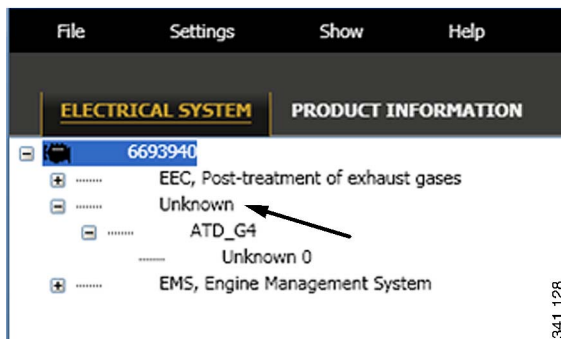 File Settings Show Help
ELECTRICAL SYSTEM PRODUCT INFORMATION
6693940
EEC, Post-treatment of exhaust gases
Unknown
ATD_G4
Unknown 0
EMS, Engine Management System
341 128